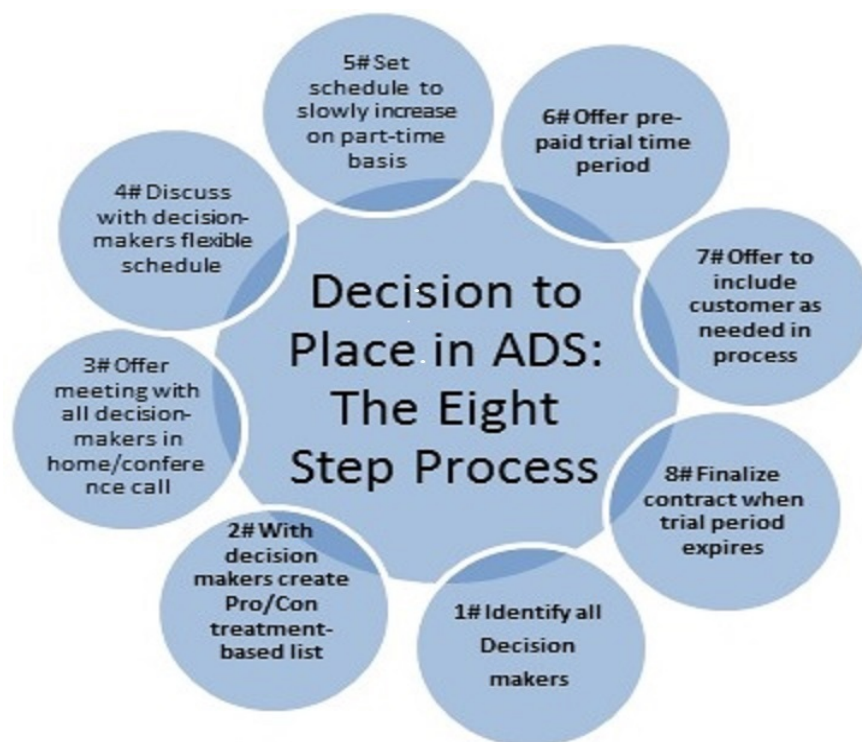 Decision to
Place in ADS:
The Eight
Step Process
1# Identify all
Decision
makers
2# With
decision
makers create
Pro/Con
treatment-
based list
3# Offer
meeting with
all decision-
makers in
home/confere
nce call
4# Discuss
with decision-
makers flexible
schedule
5# Set
schedule to
slowly increase
on part-time
basis
6# Offer pre-
paid trial time
period
7# Offer to
include
customer as
needed in
process
8# Finalize
contract when
trial period
expires